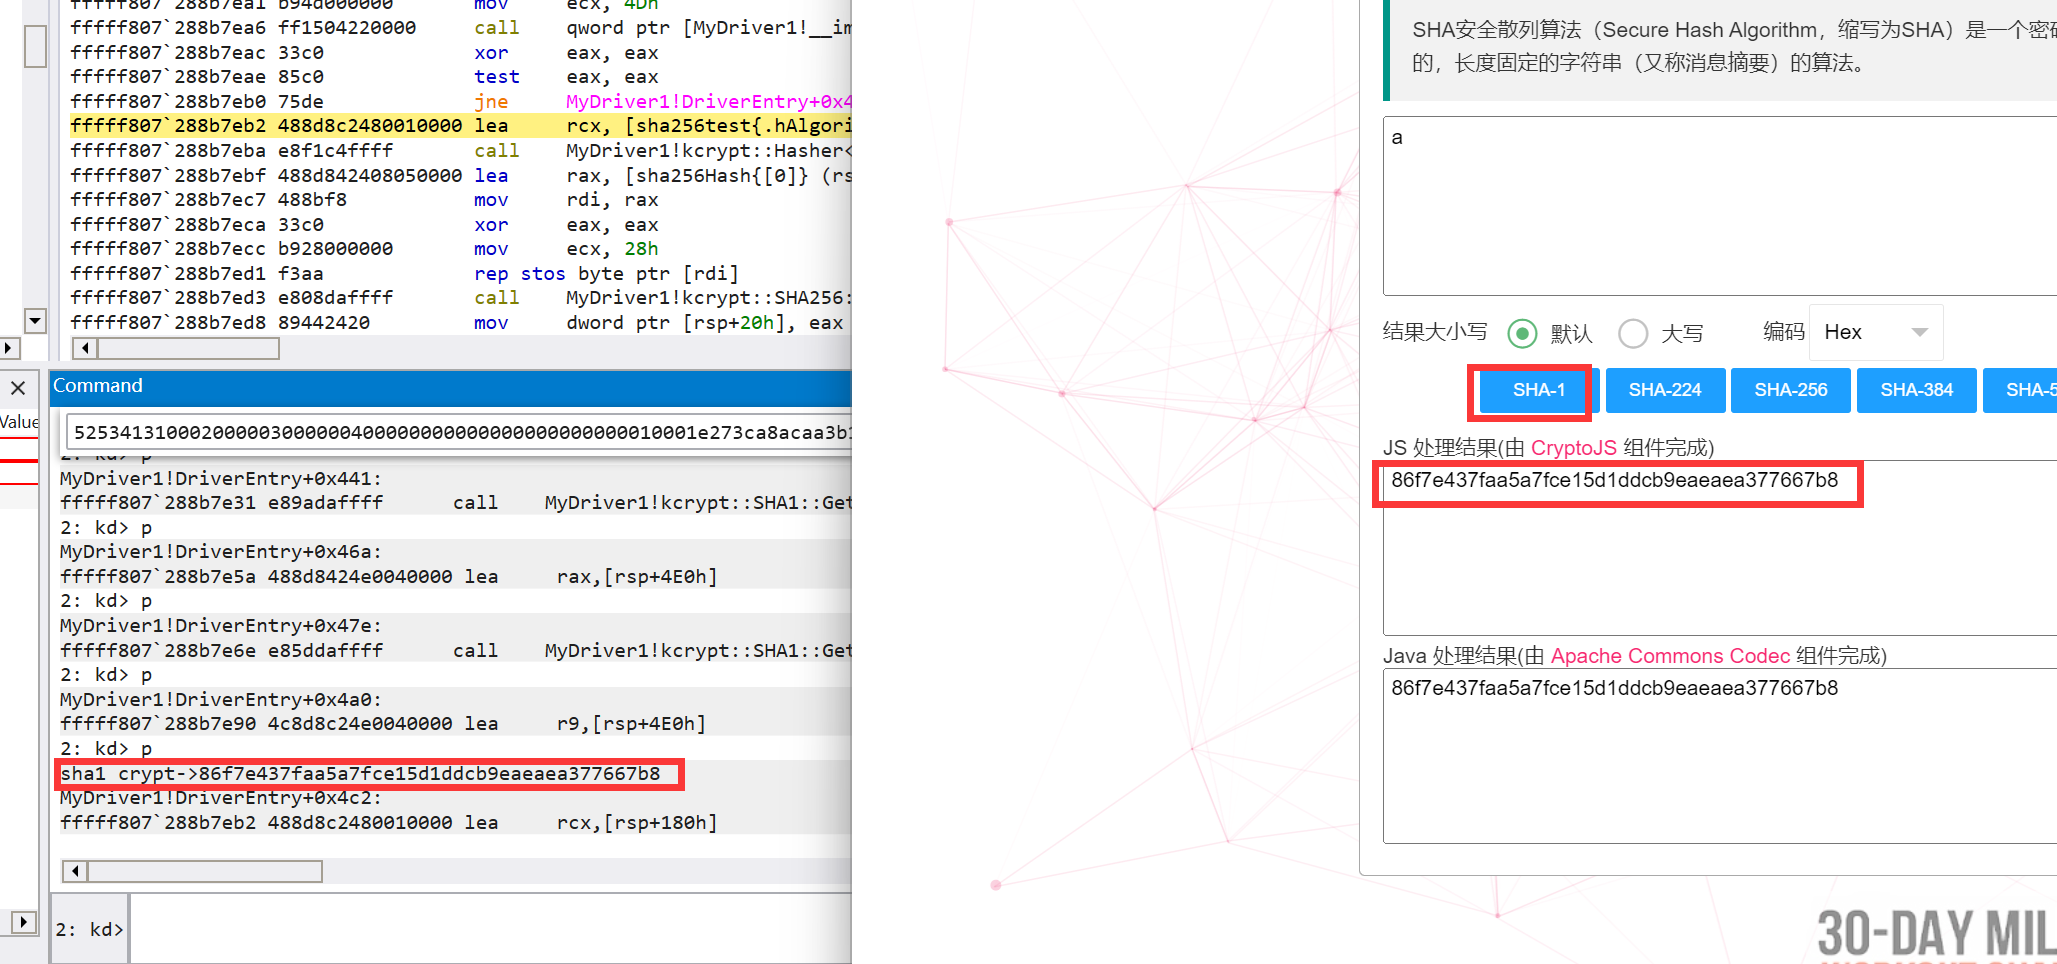 fffff807`288b7ea1 b94d000000      mov     ecx, 4Dh
fffff807`288b7ea6 ff1504220000     call    qword ptr [MyDriver1!__im
fffff807`288b7eac 33c0             xor     eax, eax
fffff807`288b7eae 85c0             test    eax, eax
fffff807`288b7eb0 75de             jne     MyDriver1!DriverEntry+0x4
fffff807`288b7eb2 488d8c2480010000 lea     rcx, [sha256test{.hAlgori
fffff807`288b7eba e8f1c4ffff       call    MyDriver1!kcrypt::Hasher<
fffff807`288b7ebf 488d842408050000 lea     rax, [sha256Hash{[0]} (rs
fffff807`288b7ec7 488bf8           mov     rdi, rax
fffff807`288b7eca 33c0             xor     eax, eax
fffff807`288b7ecc b928000000       mov     ecx, 28h
fffff807`288b7ed1 f3aa             rep stos byte ptr [rdi]
fffff807`288b7ed3 e808daffff       call    MyDriver1!kcrypt::SHA256:
fffff807`288b7ed8 89442420         mov     dword ptr [rsp+20h], eax
Value
Command
2: kd> p
MyDriver1!DriverEntry+0x441:
fffff807`288b7e31 e89adaffff      call    MyDriver1!kcrypt::SHA1::Get
2: kd> p
MyDriver1!DriverEntry+0x46a:
fffff807`288b7e5a 488d8424e0040000 lea     rax,[rsp+4E0h]
2: kd> p
MyDriver1!DriverEntry+0x47e:
fffff807`288b7e6e e85ddaffff      call    MyDriver1!kcrypt::SHA1::Get
2: kd> p
MyDriver1!DriverEntry+0x4a0:
fffff807`288b7e90 4c8d8c24e0040000 lea     r9,[rsp+4E0h]
2: kd> p
sha1 crypt->86f7e437faa5a7fce15d1ddcb9eaeaea377667b8
MyDriver1!DriverEntry+0x4c2:
fffff807`288b7eb2 488d8c2480010000 lea     rcx,[rsp+180h]
2: kd>
SHA安全散列算法（Secure Hash Algorithm，缩写为SHA）是一个密码
的，长度固定的字符串（又称消息摘要）的算法。
a
结果大小写 默认 大写 编码 Hex
SHA-1 SHA-224 SHA-256 SHA-384 SHA-5
JS 处理结果(由 CryptoJS 组件完成)
86f7e437faa5a7fce15d1ddcb9eaeaea377667b8
Java 处理结果(由 Apache Commons Codec 组件完成)
86f7e437faa5a7fce15d1ddcb9eaeaea377667b8
30-DAY MIL